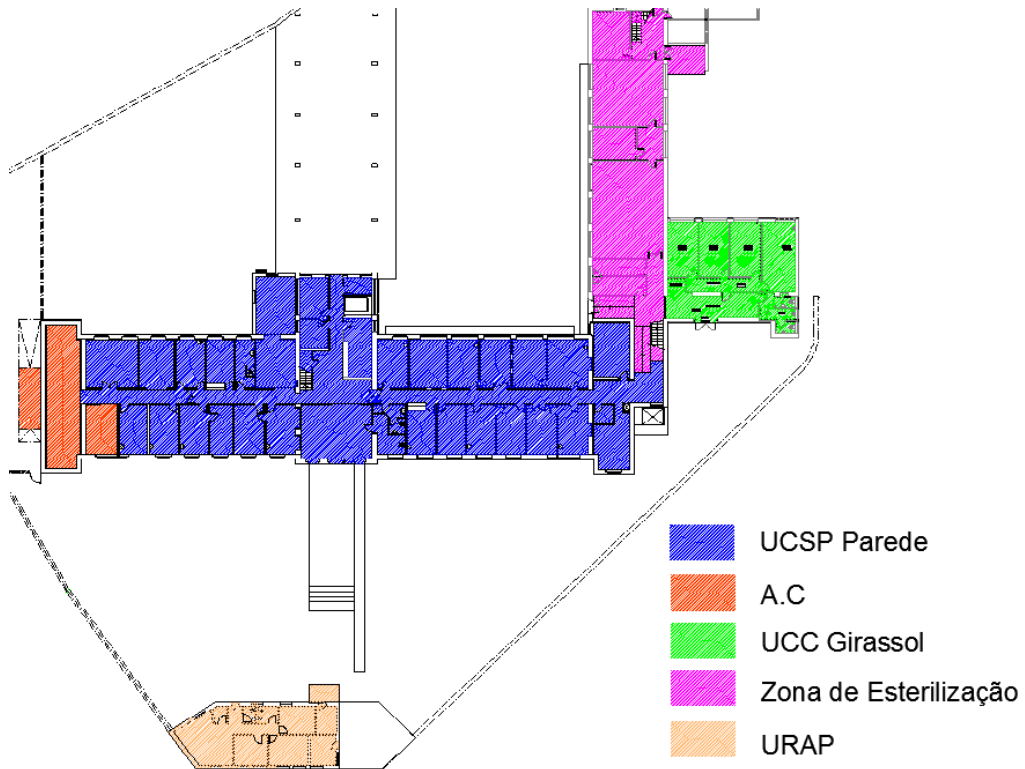 UCSP Parede
A.C
UCC Girassol
Zona de Esterilização
URAP